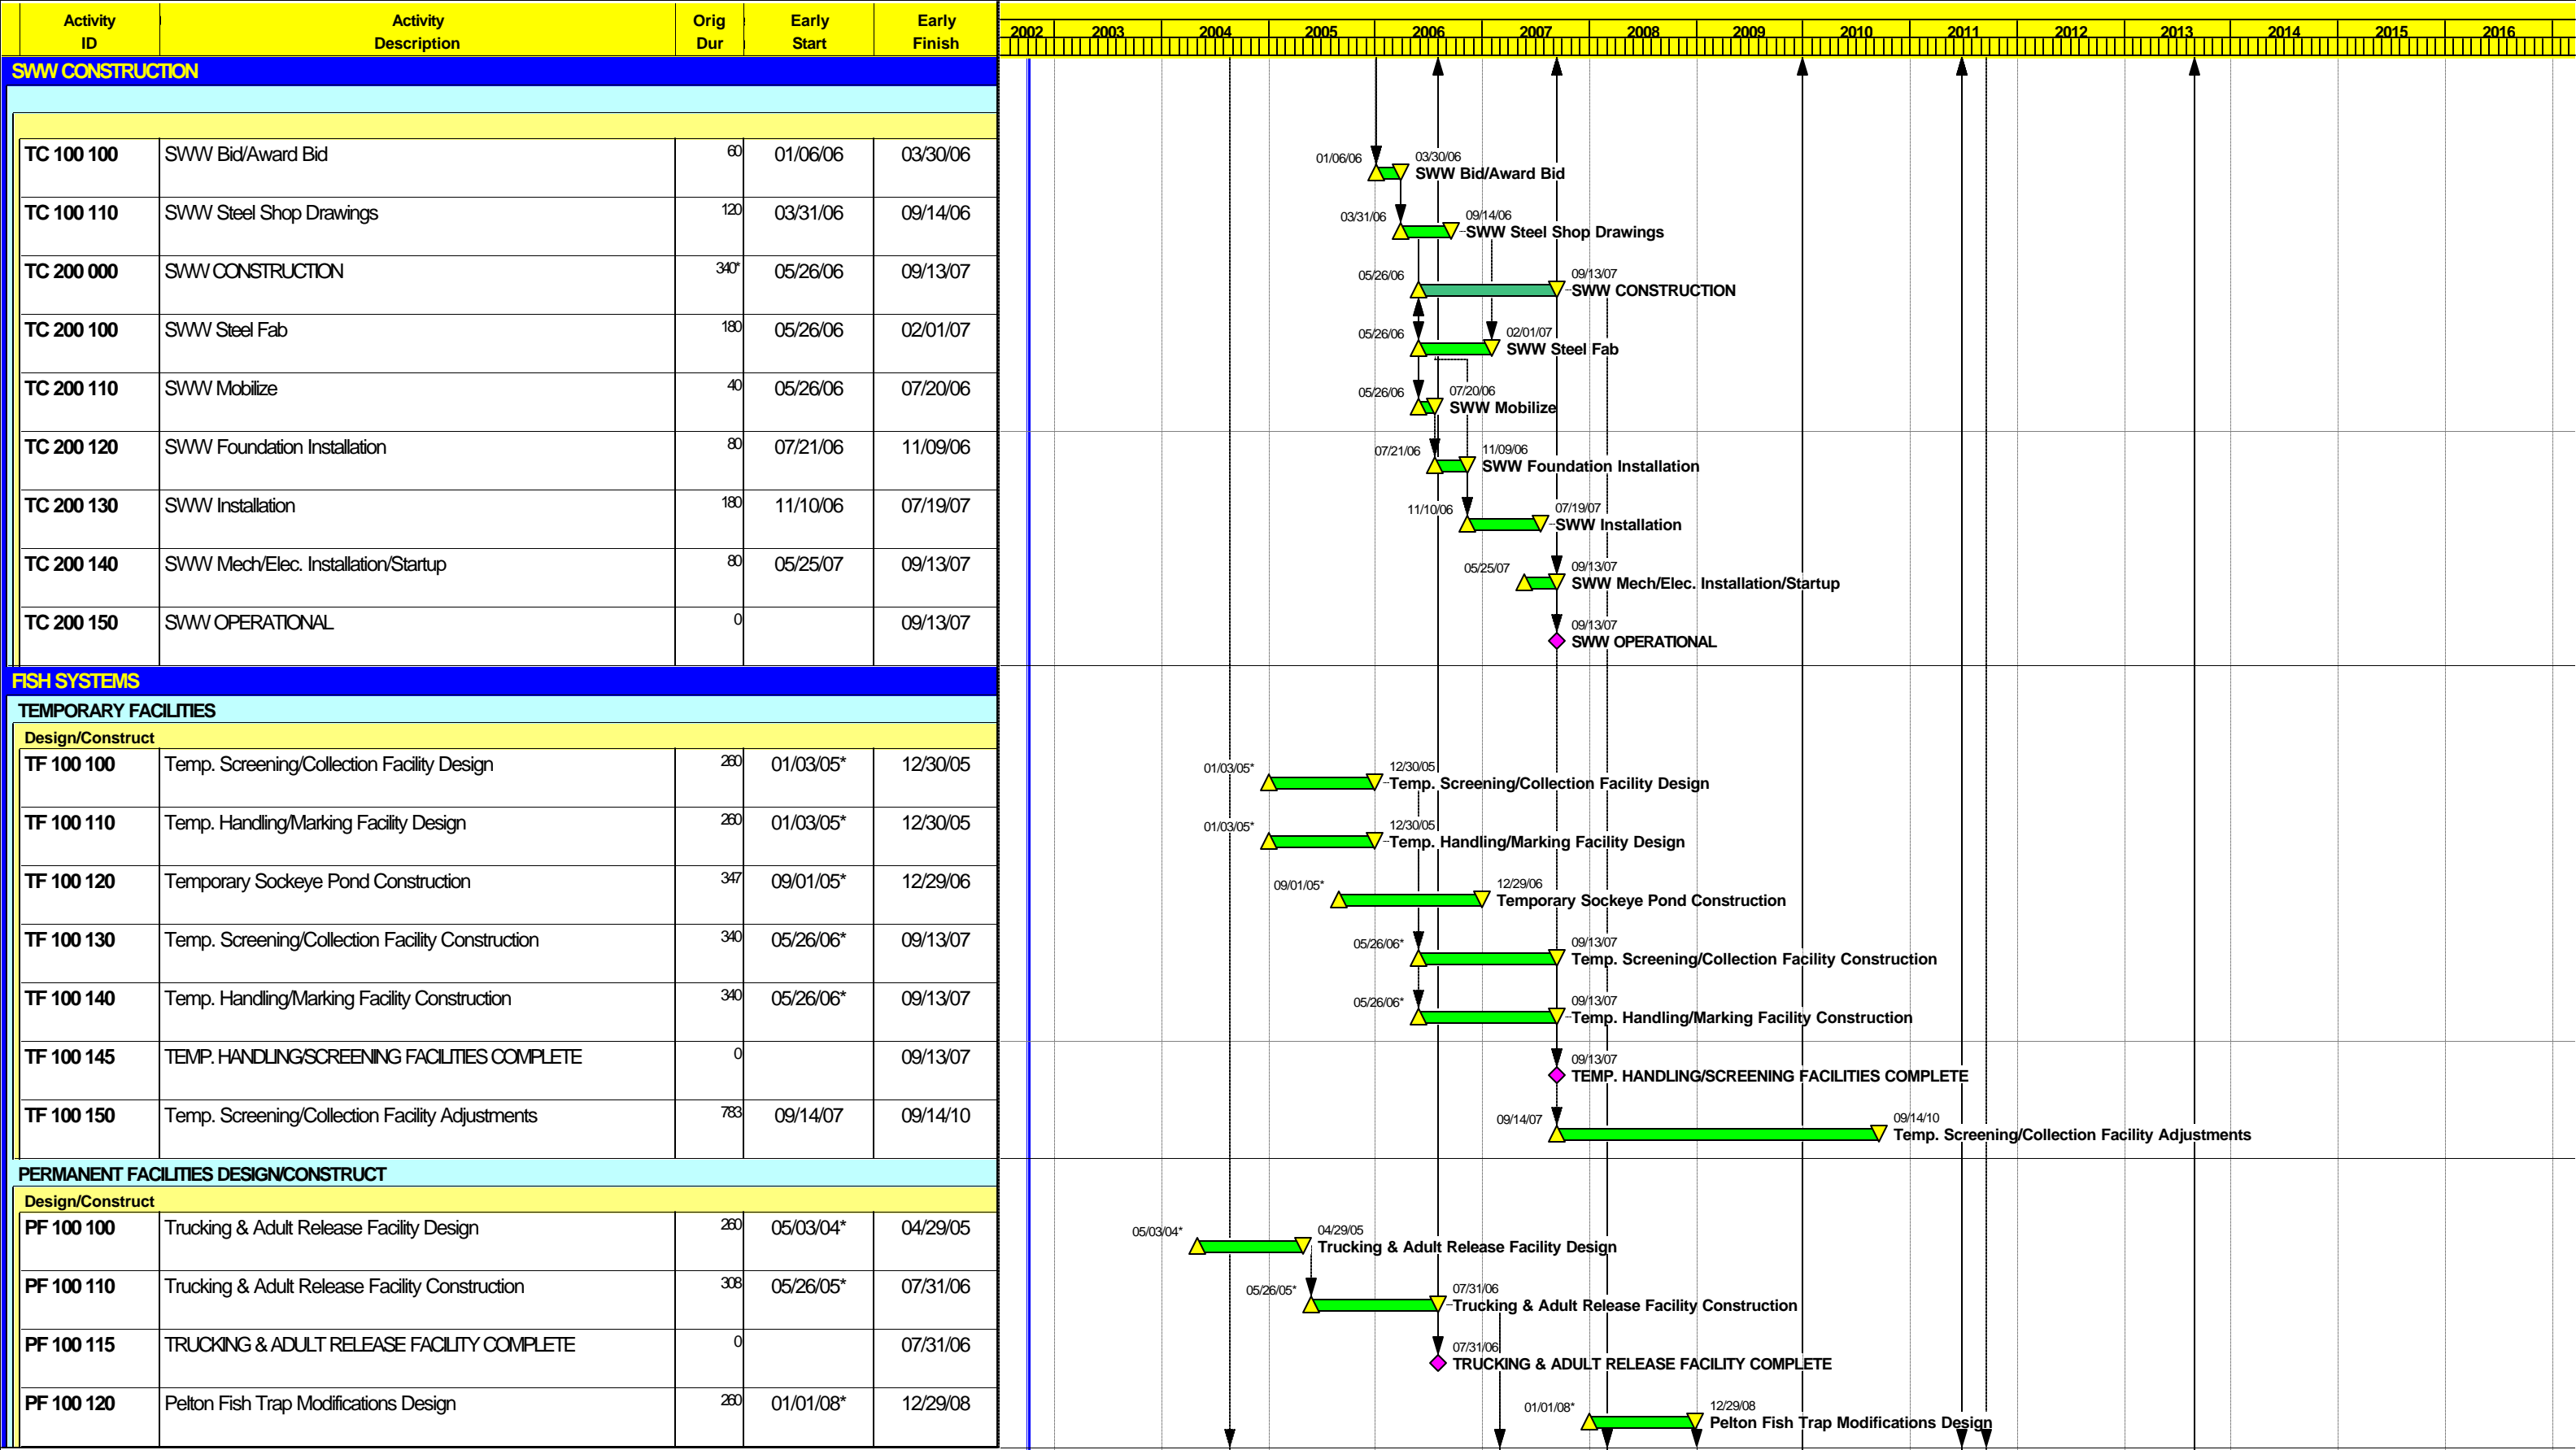 Activity Activity Orig Early Early
ID Description Dur Start Finish
2002 2003 2004 2005 2006 2007 2008 2009 2010 2011 2012 2013 2014 2015 2016
SWW CONSTRUCTION
TC 100 100 SWW Bid/Award Bid 60 01/06/06 03/30/06
01/06/06 03/30/06
SWW Bid/Award Bid
TC 100 110 SWW Steel Shop Drawings 120 03/31/06 09/14/06
03/31/06 09/14/06
SWW Steel Shop Drawings
TC 200 000 SWW CONSTRUCTION 340* 05/26/06 09/13/07
05/26/06 09/13/07
SWW CONSTRUCTION
TC 200 100 SWW Steel Fab 180 05/26/06 02/01/07
05/26/06 02/01/07
SWW Steel Fab
TC 200 110 SWW Mobilize 40 05/26/06 07/20/06
05/26/06 07/20/06
SWW Mobilize
TC 200 120 SWW Foundation Installation 80 07/21/06 11/09/06
07/21/06 11/09/06
SWW Foundation Installation
TC 200 130 SWW Installation 180 11/10/06 07/19/07
11/10/06 07/19/07
SWW Installation
TC 200 140 SWW Mech/Elec. Installation/Startup 80 05/25/07 09/13/07
05/25/07 09/13/07
SWW Mech/Elec. Installation/Startup
TC 200 150 SWW OPERATIONAL 0 09/13/07
09/13/07
SWW OPERATIONAL
FISH SYSTEMS
TEMPORARY FACILITIES
Design/Construct
TF 100 100 Temp. Screening/Collection Facility Design 260 01/03/05* 12/30/05
01/03/05* 12/30/05
Temp. Screening/Collection Facility Design
TF 100 110 Temp. Handling/Marking Facility Design 260 01/03/05* 12/30/05
01/03/05* 12/30/05
Temp. Handling/Marking Facility Design
TF 100 120 Temporary Sockeye Pond Construction 347 09/01/05* 12/29/06
09/01/05* 12/29/06
Temporary Sockeye Pond Construction
TF 100 130 Temp. Screening/Collection Facility Construction 340 05/26/06* 09/13/07
05/26/06* 09/13/07
Temp. Screening/Collection Facility Construction
TF 100 140 Temp. Handling/Marking Facility Construction 340 05/26/06* 09/13/07
05/26/06* 09/13/07
Temp. Handling/Marking Facility Construction
TF 100 145 TEMP. HANDLING/SCREENING FACILITIES COMPLETE 0 09/13/07
09/13/07
TEMP. HANDLING/SCREENING FACILITIES COMPLETE
TF 100 150 Temp. Screening/Collection Facility Adjustments 783 09/14/07 09/14/10
09/14/07 09/14/10
Temp. Screening/Collection Facility Adjustments
PERMANENT FACILITIES DESIGN/CONSTRUCT
Design/Construct
PF 100 100 Trucking & Adult Release Facility Design 260 05/03/04* 04/29/05
05/03/04* 04/29/05
Trucking & Adult Release Facility Design
PF 100 110 Trucking & Adult Release Facility Construction 308 05/26/05* 07/31/06
05/26/05* 07/31/06
Trucking & Adult Release Facility Construction
PF 100 115 TRUCKING & ADULT RELEASE FACILITY COMPLETE 0 07/31/06
07/31/06
TRUCKING & ADULT RELEASE FACILITY COMPLETE
PF 100 120 Pelton Fish Trap Modifications Design 260 01/01/08* 12/29/08
01/01/08* 12/29/08
Pelton Fish Trap Modifications Design